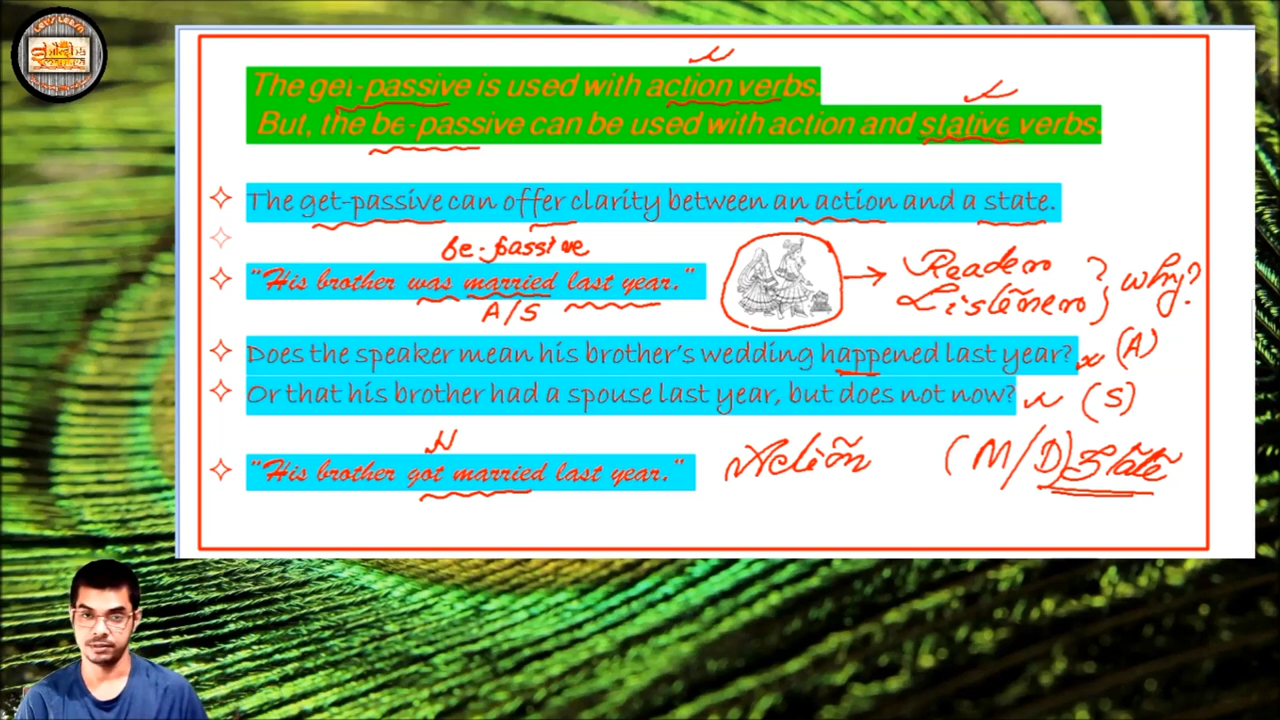 The get-passive is used with action verbs.
But, the be-passive can be used with action and stative verbs.
The get-passive can offer clarity between an action and a state.
be-passive
"His brother was married last year."
A/S
Readers
Listeners
Why?
Does the speaker mean his brother's wedding happened last year? (A)
Or that his brother had a spouse last year, but does not now? (S)
"His brother got married last year."
Action (M/D) State